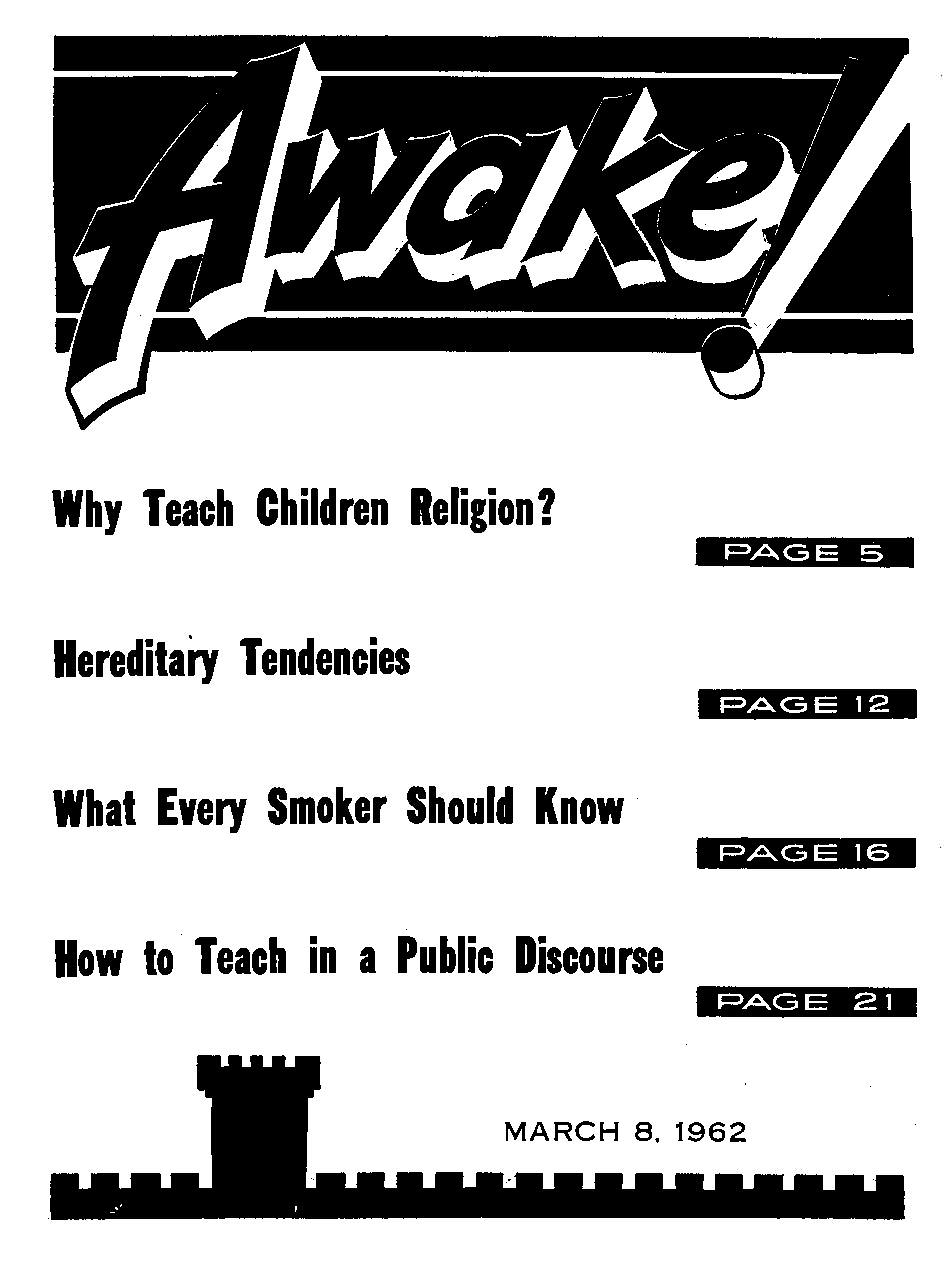 Awake!
Why Teach Children Religion?
PAGE 5
Hereditary Tendencies
PAGE 12
What Every Smoker Should Know
PAGE 16
How to Teach in a Public Discourse
PAGE 21
MARCH 8, 1962